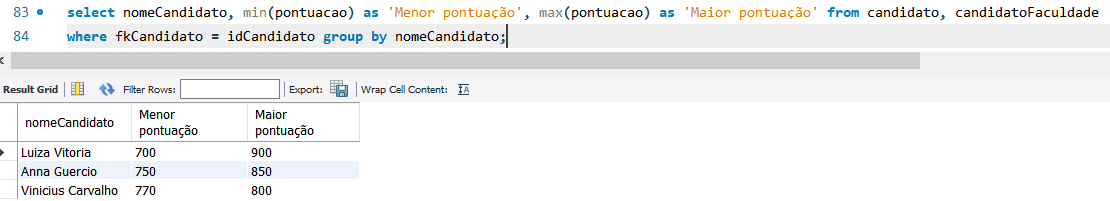 83 select nomeCandidato, min(pontuacao) as 'Menor pontuação', max(pontuacao) as 'Maior pontuação' from candidato, candidatoFaculdade
84 where fkCandidato = idCandidato group by nomeCandidato;
Result Grid Filter Rows: Export: Wrap Cell Content:
nomeCandidato Menor pontuação Maior pontuação
Luiza Vitoria 700 900
Anna Guercio 750 850
Vinicius Carvalho 770 800